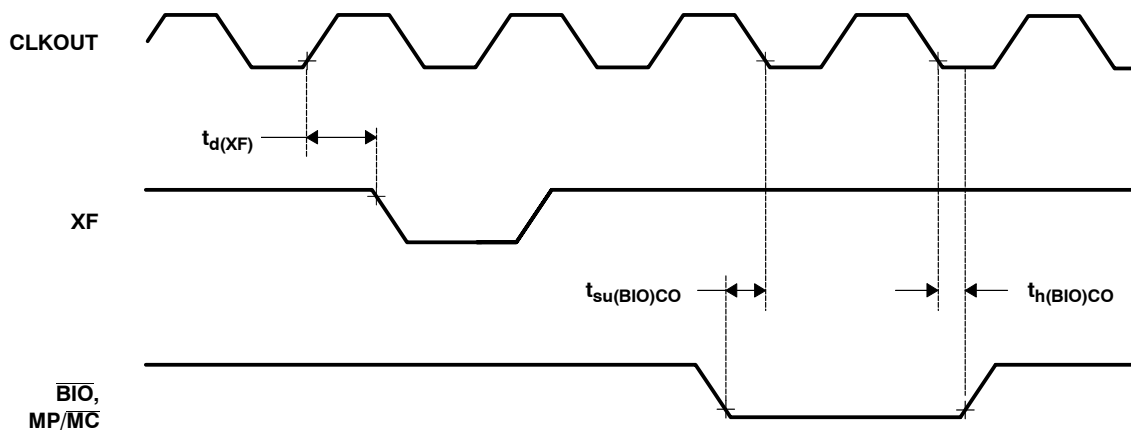 CLKOUT
td(XF)
XF
tsu(BIO)CO
th(BIO)CO
BIO,
MP/MC